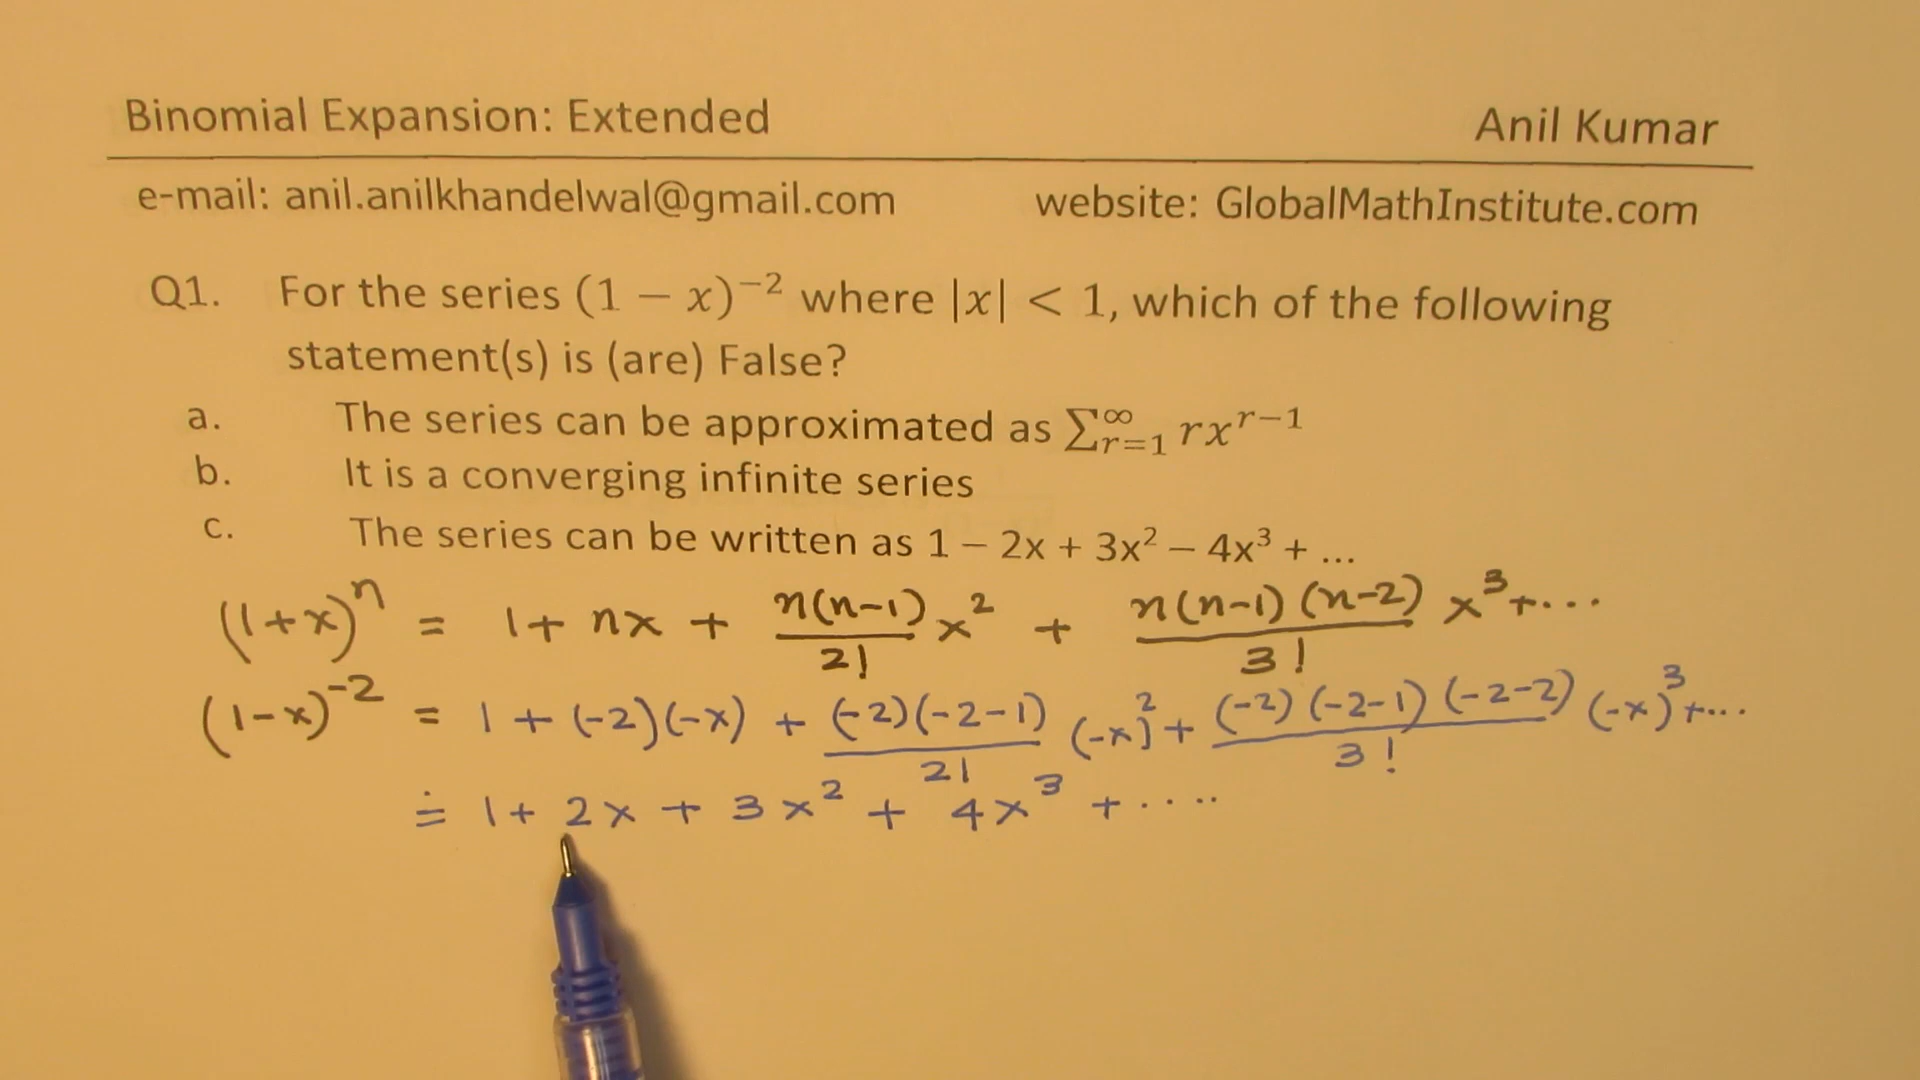 Binomial Expansion: Extended Anil Kumar
e-mail: anil.anilkhandelwal@gmail.com website: GlobalMathInstitute.com
Q1. For the series (1 − x)⁻² where |x| < 1, which of the following
statement(s) is (are) False?
a. The series can be approximated as ∑_{r=1}^{∞} rx^{r−1}
b. It is a converging infinite series
c. The series can be written as 1 – 2x + 3x² – 4x³ + ...
(1+x)^n = 1 + nx + n(n-1)/2! x² + n(n-1)(n-2)/3! x³ + ...
(1-x)^-2 = 1 + (-2)(-x) + (-2)(-2-1)/2! (-x)² + (-2)(-2-1)(-2-2)/3! (-x)³ + ...
≐ 1 + 2x + 3x² + 4x³ + ....